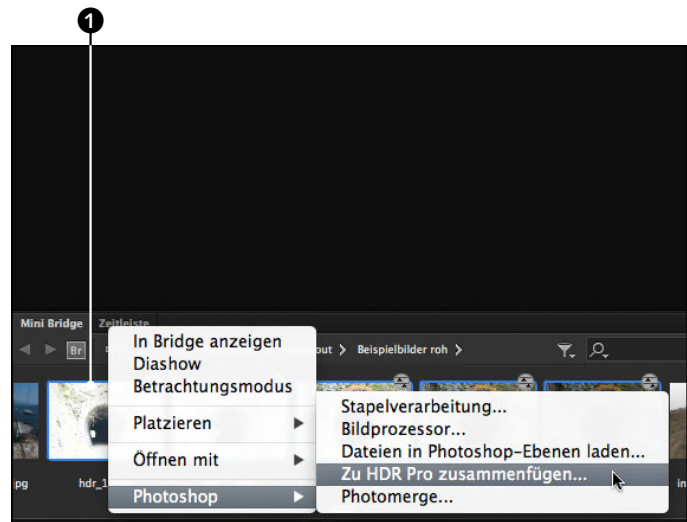 1
Mini Bridge Zeitleiste
Br
out > Beispielbilder roh >
In Bridge anzeigen
Diashow
Betrachtungsmodus
Platzieren
Öffnen mit
Photoshop
Stapelverarbeitung...
Bildprozessor...
Dateien in Photoshop-Ebenen laden...
Zu HDR Pro zusammenfügen...
Photomerge...
pg
hdr_1
in